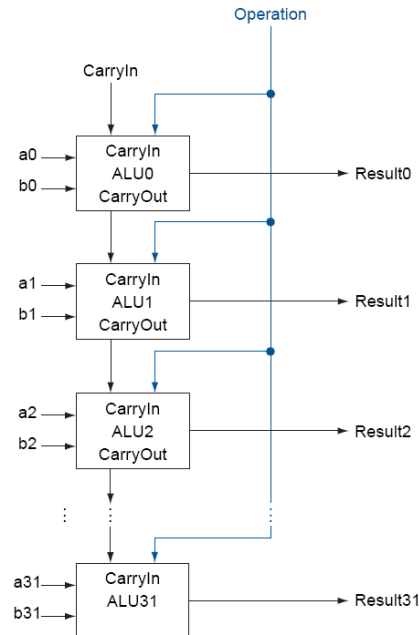 Operation
CarryIn
a0
b0
CarryIn
ALU0
CarryOut
Result0
a1
b1
CarryIn
ALU1
CarryOut
Result1
a2
b2
CarryIn
ALU2
CarryOut
Result2
a31
b31
CarryIn
ALU31
Result31